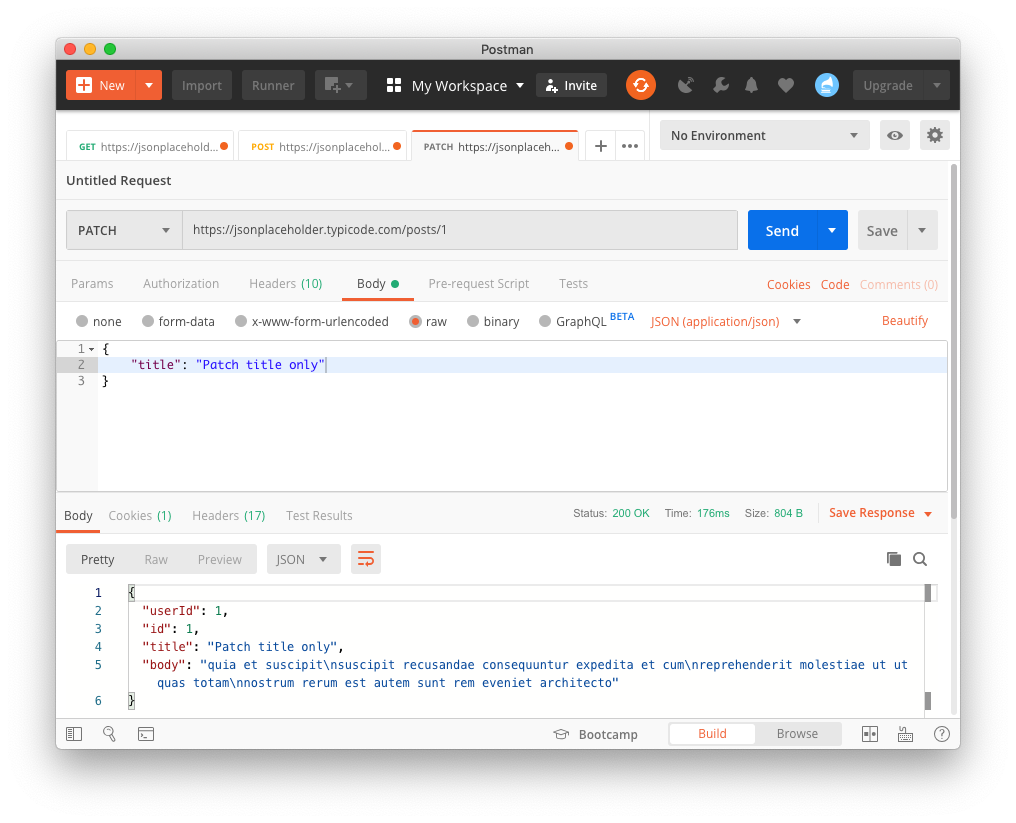 Postman
New Import Runner My Workspace Invite Upgrade
GET https://jsonplacehold... POST https://jsonplacehol... PATCH https://jsonplaceh... No Environment
Untitled Request
PATCH https://jsonplaceholder.typicode.com/posts/1 Send Save
Params Authorization Headers (10) Body Pre-request Script Tests Cookies Code Comments (0)
none form-data x-www-form-urlencoded raw binary GraphQL BETA JSON (application/json) Beautify
1 {
2 "title": "Patch title only"
3 }
Body Cookies (1) Headers (17) Test Results Status: 200 OK Time: 176ms Size: 804 B Save Response
Pretty Raw Preview JSON
1 {
2 "userId": 1,
3 "id": 1,
4 "title": "Patch title only",
5 "body": "quia et suscipit\nsuscipit recusandae consequuntur expedita et cum\nreprehenderit molestiae ut ut
quas totam\nnostrum rerum est autem sunt rem eveniet architecto"
6 }
Bootcamp Build Browse